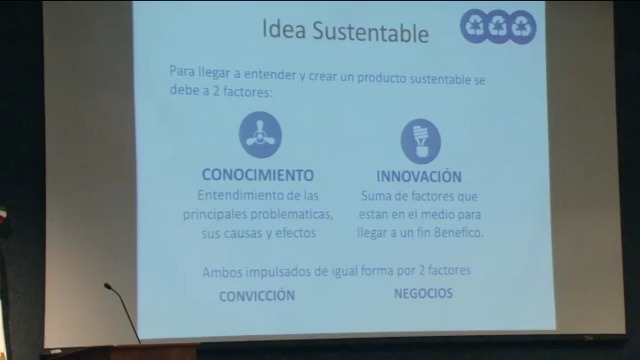 Idea Sustentable
Para llegar a entender y crear un producto sustentable se
debe a 2 factores:
CONOCIMIENTO
Entendimiento de las
principales problematicas,
sus causas y efectos
INNOVACIÓN
Suma de factores que
estan en el medio para
llegar a un fin Benefico.
Ambos impulsados de igual forma por 2 factores
CONVICCIÓN
NEGOCIOS